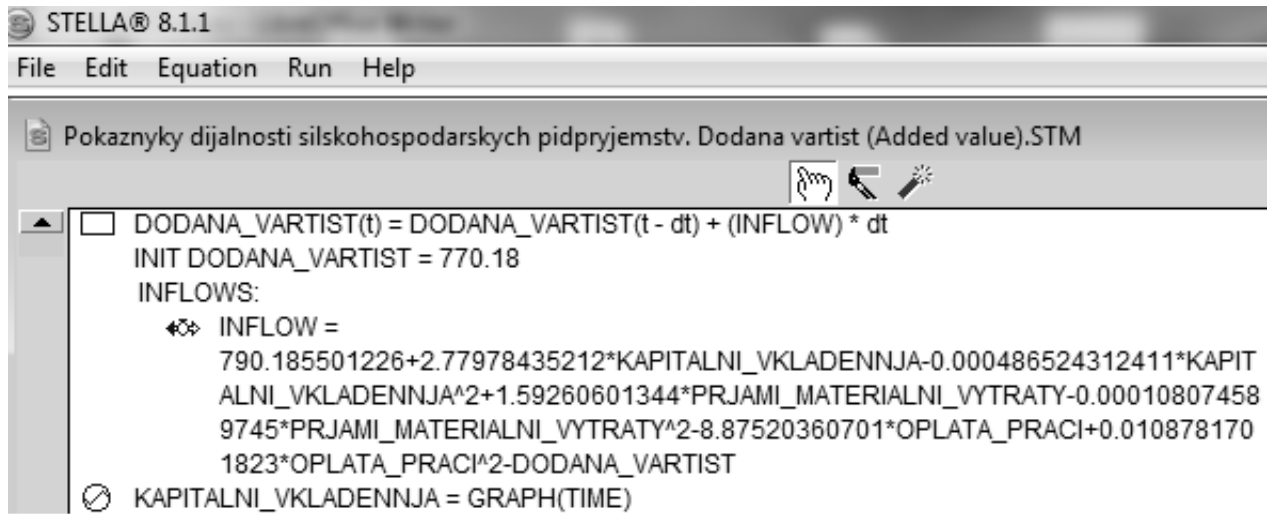 STELLA® 8.1.1
File Edit Equation Run Help
Pokaznyky dijalnosti silskohospodarskych pidpryjemstv. Dodana vartist (Added value).STM
DODANA_VARTIST(t) = DODANA_VARTIST(t - dt) + (INFLOW) * dt
INIT DODANA_VARTIST = 770.18
INFLOWS:
INFLOW =
790.185501226+2.77978435212*KAPITALNI_VKLADENNJA-0.000486524312411*KAPIT
ALNI_VKLADENNJA^2+1.59260601344*PRJAMI_MATERIALNI_VYTRATY-0.00010807458
9745*PRJAMI_MATERIALNI_VYTRATY^2-8.87520360701*OPLATA_PRACI+0.010878170
1823*OPLATA_PRACI^2-DODANA_VARTIST
KAPITALNI_VKLADENNJA = GRAPH(TIME)